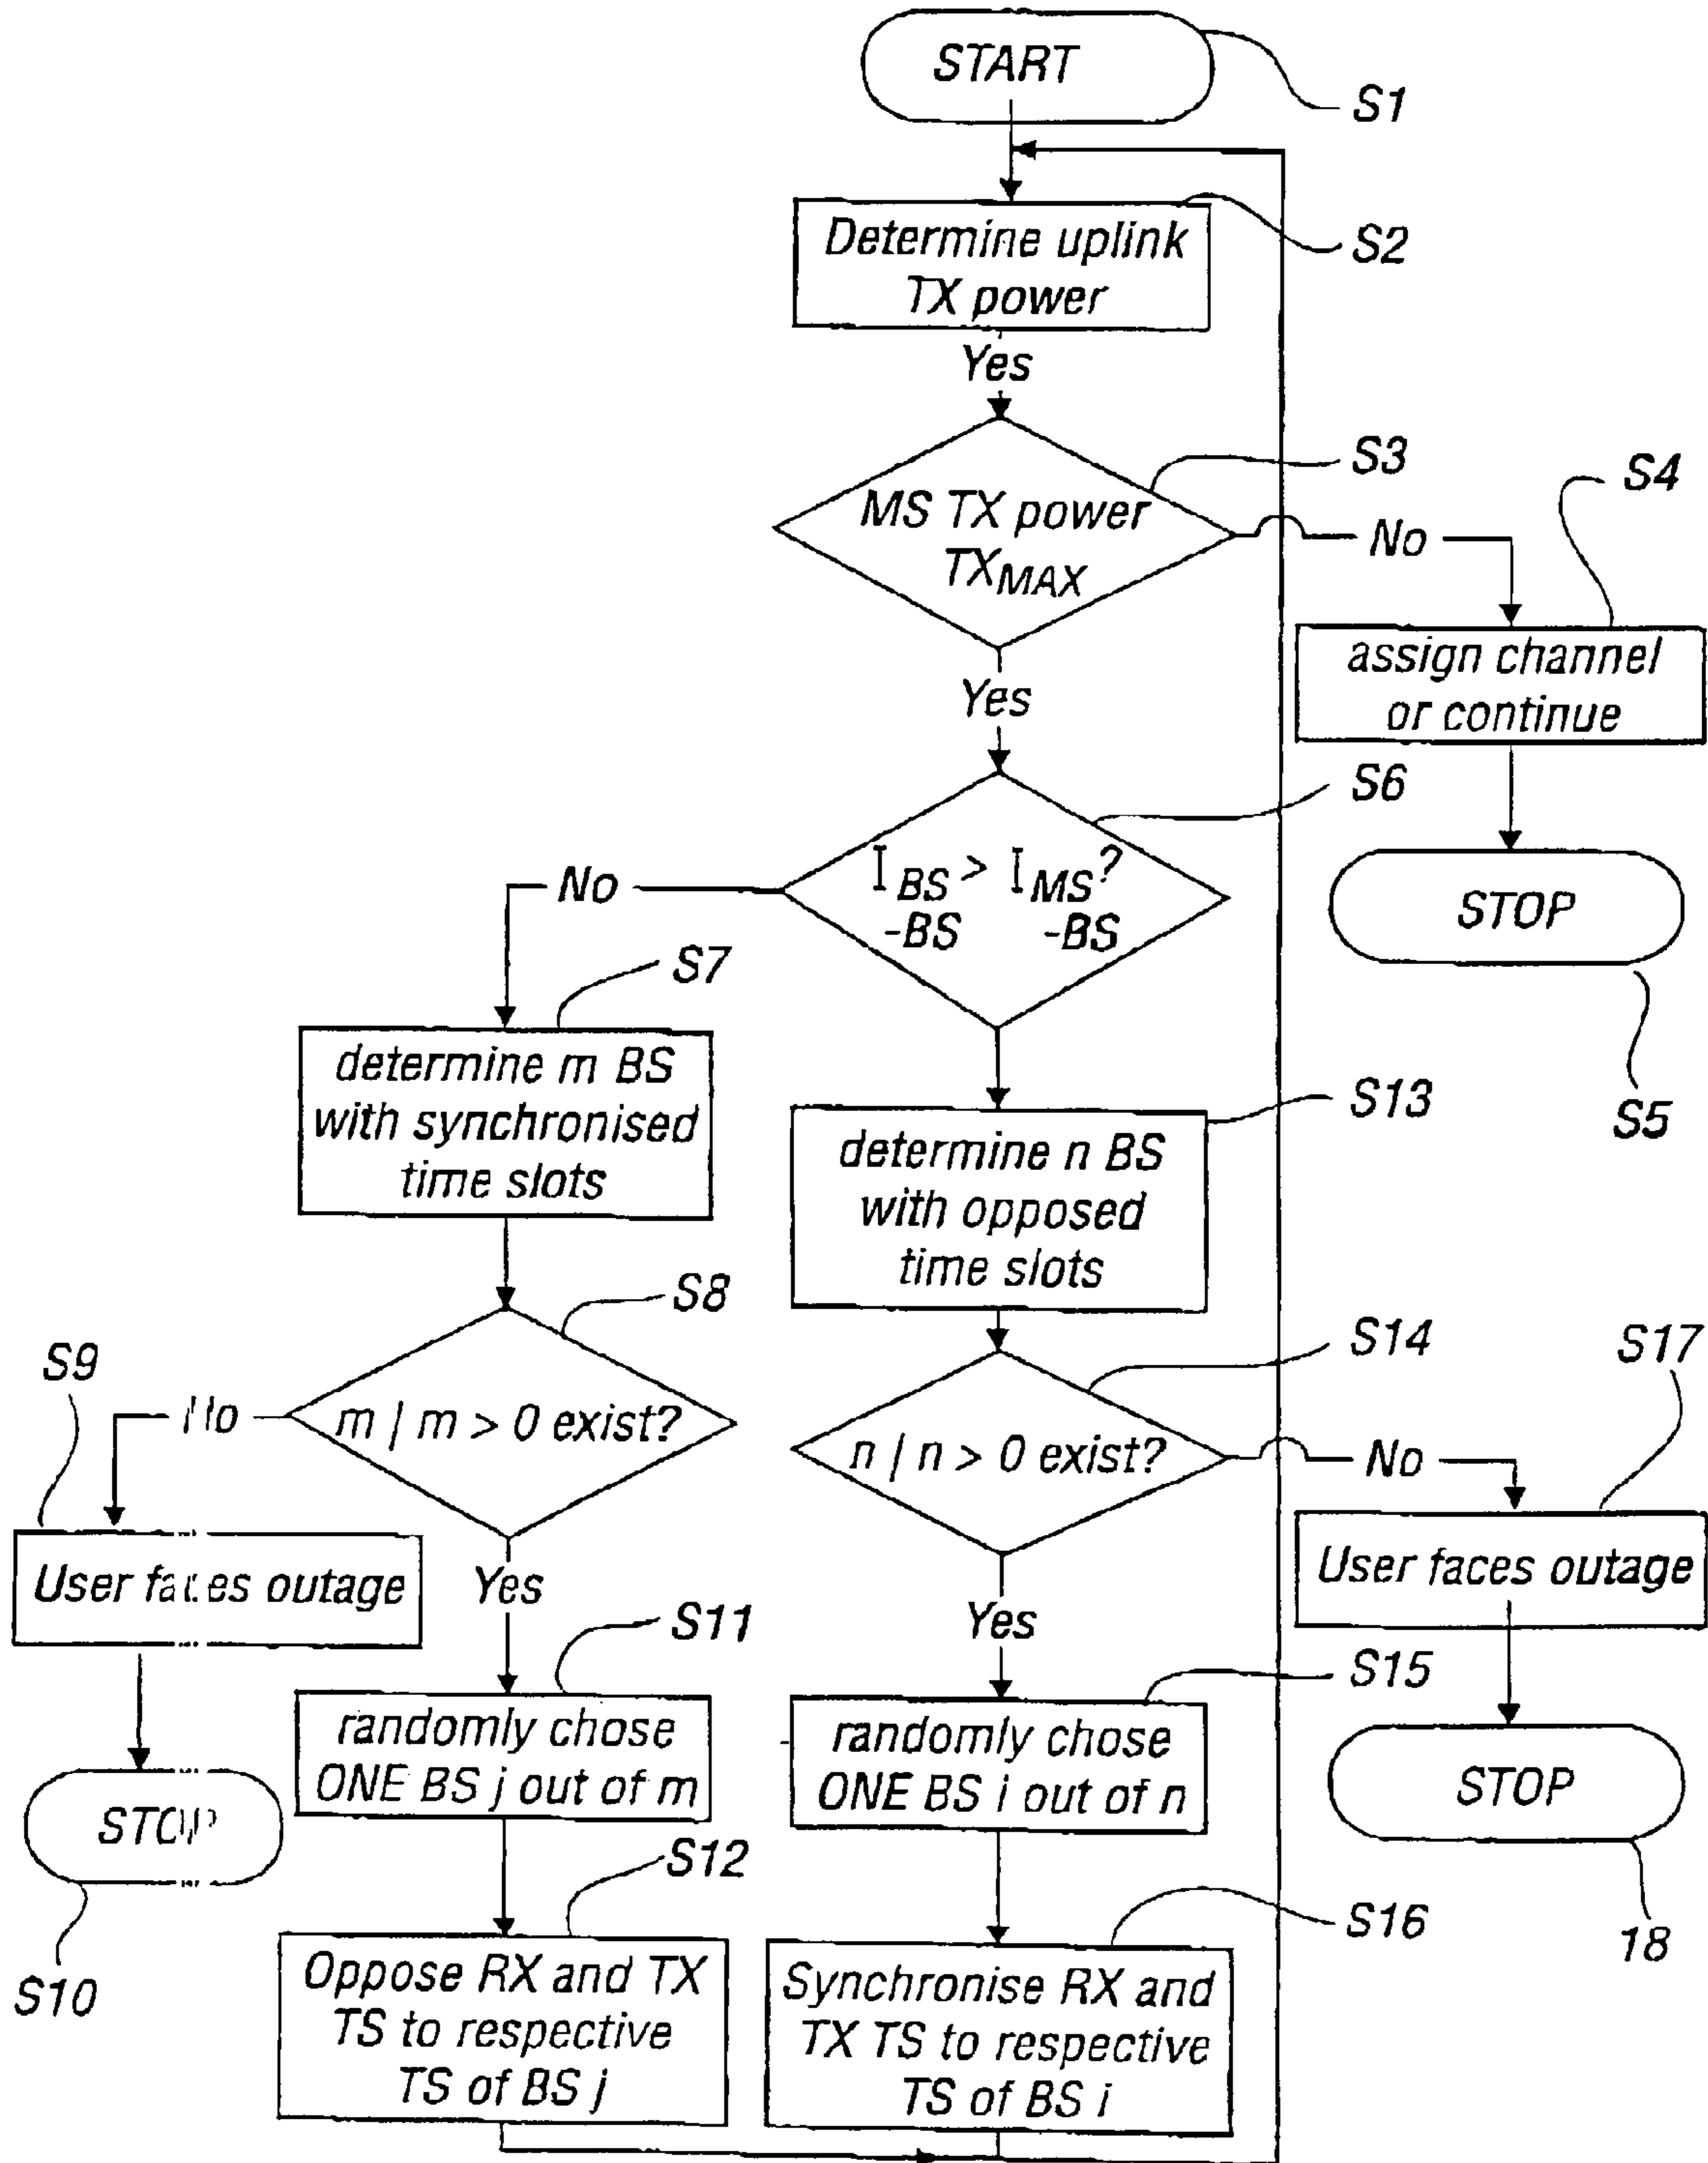 START
S1
Determine uplink
TX power
S2
Yes
MS TX power
TXMAX
S3
No
S4
assign channel
or continue
Yes
STOP
S5
IBS > IMS?
-BS -BS
S6
No
S7
determine m BS
with synchronised
time slots
determine n BS
with opposed
time slots
S13
S8
m / m > 0 exist?
No
S9
User faces outage
STOP
S10
Yes
S14
n / n > 0 exist?
No
S17
User faces outage
STOP
18
Yes
S11
randomly chose
ONE BS j out of m
S15
randomly chose
ONE BS i out of n
S12
Oppose RX and TX
TS to respective
TS of BS j
S16
Synchronise RX and
TX TS to respective
TS of BS i